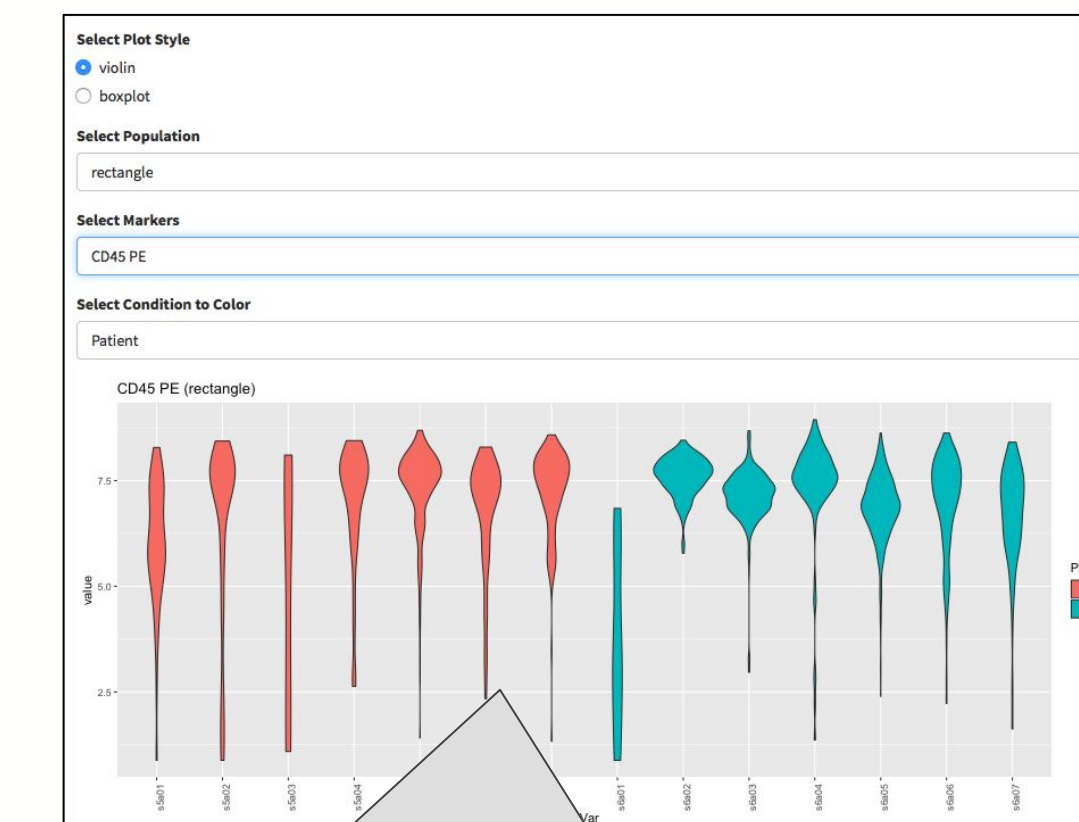 Select Plot Style
violin
boxplot
Select Population
rectangle
Select Markers
CD45 PE
Select Condition to Color
Patient
CD45 PE (rectangle)
7.5
5.0
2.5
value
s5a01
s5a02
s5a03
s5a04
s6a01
s6a02
s6a03
s6a04
s6a05
s6a06
s6a07
Var